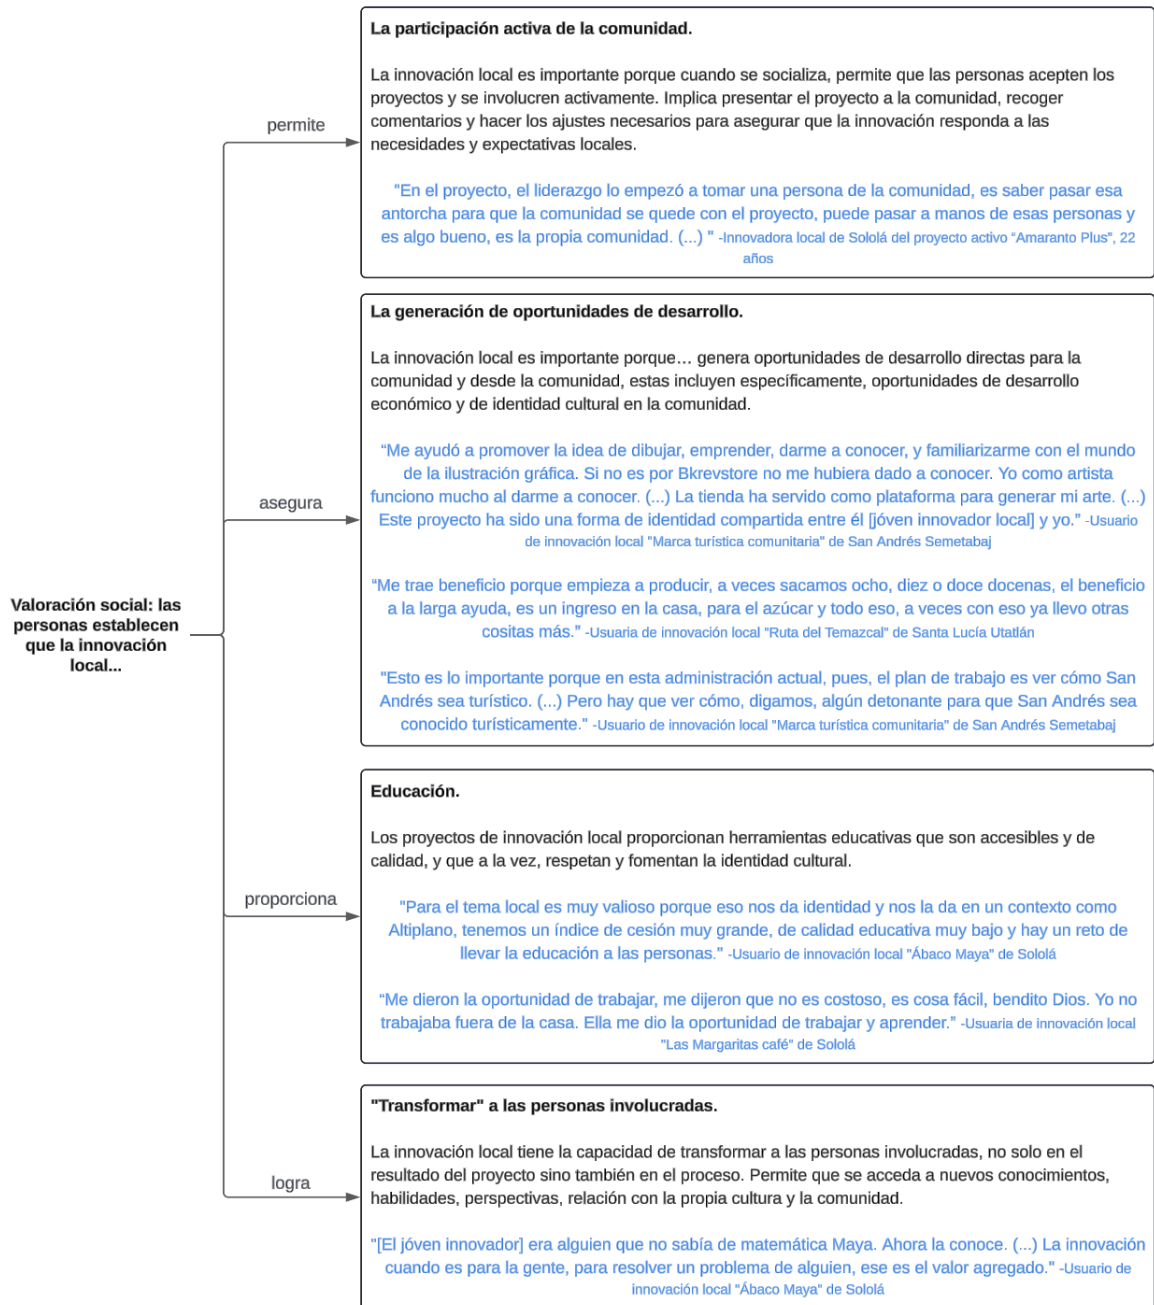 La participación activa de la comunidad.
La innovación local es importante porque cuando se socializa, permite que las personas acepten los
proyectos y se involucren activamente. Implica presentar el proyecto a la comunidad, recoger
comentarios y hacer los ajustes necesarios para asegurar que la innovación responda a las
necesidades y expectativas locales.
"En el proyecto, el liderazgo lo empezó a tomar una persona de la comunidad, es saber pasar esa
antorcha para que la comunidad se quede con el proyecto, puede pasar a manos de esas personas y
es algo bueno, es la propia comunidad. (...) " -Innovadora local de Sololá del proyecto activo “Amaranto Plus”, 22
años
permite
La generación de oportunidades de desarrollo.
La innovación local es importante porque… genera oportunidades de desarrollo directas para la
comunidad y desde la comunidad, estas incluyen específicamente, oportunidades de desarrollo
económico y de identidad cultural en la comunidad.
“Me ayudó a promover la idea de dibujar, emprender, darme a conocer, y familiarizarme con el mundo
de la ilustración gráfica. Si no es por Bkrevstore no me hubiera dado a conocer. Yo como artista
funciono mucho al darme a conocer. (...) La tienda ha servido como plataforma para generar mi arte. (...)
Este proyecto ha sido una forma de identidad compartida entre él [jóven innovador local] y yo.” -Usuario
de innovación local "Marca turística comunitaria" de San Andrés Semetabaj
“Me trae beneficio porque empieza a producir, a veces sacamos ocho, diez o doce docenas, el beneficio
a la larga ayuda, es un ingreso en la casa, para el azúcar y todo eso, a veces con eso ya llevo otras
cositas más.” -Usuaria de innovación local "Ruta del Temazcal" de Santa Lucía Utatlán
"Esto es lo importante porque en esta administración actual, pues, el plan de trabajo es ver cómo San
Andrés sea turístico. (...) Pero hay que ver cómo, digamos, algún detonante para que San Andrés sea
conocido turísticamente." -Usuario de innovación local "Marca turística comunitaria" de San Andrés Semetabaj
asegura
Valoración social: las
personas establecen
que la innovación
local...
Educación.
Los proyectos de innovación local proporcionan herramientas educativas que son accesibles y de
calidad, y que a la vez, respetan y fomentan la identidad cultural.
"Para el tema local es muy valioso porque eso nos da identidad y nos la da en un contexto como
Altiplano, tenemos un índice de cesión muy grande, de calidad educativa muy bajo y hay un reto de
llevar la educación a las personas." -Usuario de innovación local "Ábaco Maya" de Sololá
“Me dieron la oportunidad de trabajar, me dijeron que no es costoso, es cosa fácil, bendito Dios. Yo no
trabajaba fuera de la casa. Ella me dio la oportunidad de trabajar y aprender.” -Usuaria de innovación local
"Las Margaritas café" de Sololá
proporciona
"Transformar" a las personas involucradas.
La innovación local tiene la capacidad de transformar a las personas involucradas, no solo en el
resultado del proyecto sino también en el proceso. Permite que se acceda a nuevos conocimientos,
habilidades, perspectivas, relación con la propia cultura y la comunidad.
"[El jóven innovador] era alguien que no sabía de matemática Maya. Ahora la conoce. (...) La innovación
cuando es para la gente, para resolver un problema de alguien, ese es el valor agregado." -Usuario de
innovación local "Ábaco Maya" de Sololá
logra